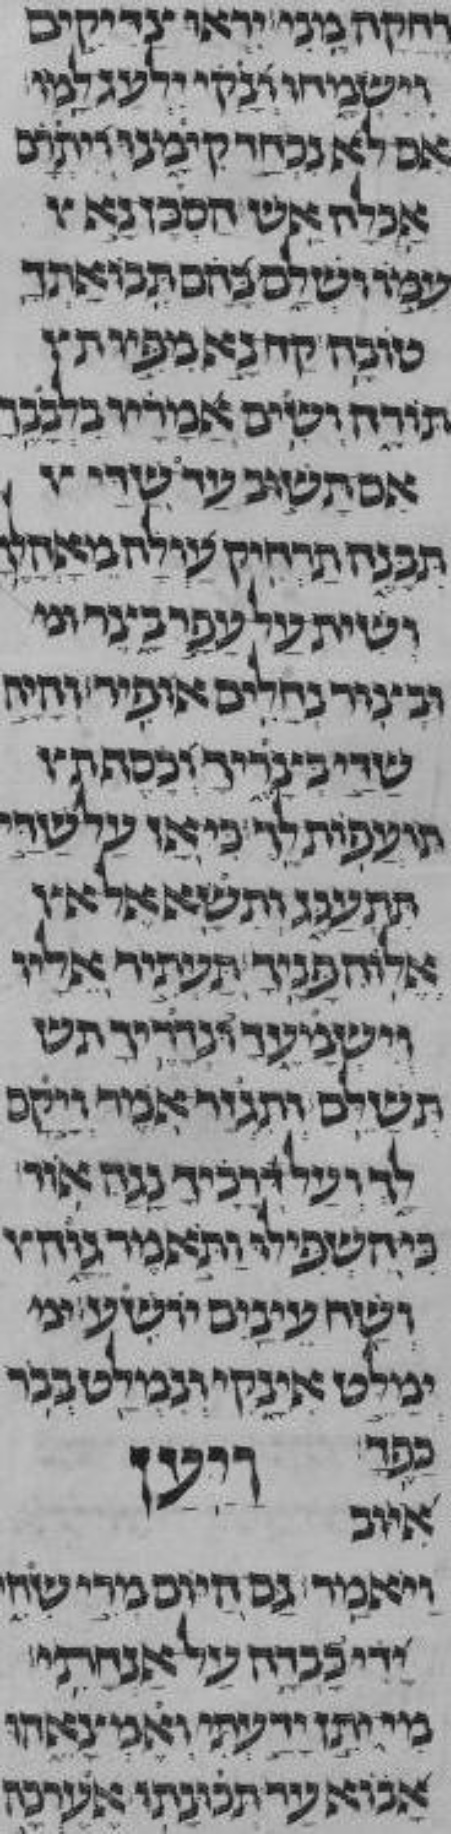 רחקה מני׃ יראו צדיקים
וישמחו ונקי ילעג למו׃
אם לא נכחד קימנו ויתרם
אכלה אש׃ הסכן נא
עמו ושלם בהם תבואתך
טובה׃ קח נא מפיו ת
תורה ושים אמריו בלבבך׃
אם תשוב עד שדי
תבנה תרחיק עולה מאהלך׃
ושית על עפר בצר ומ
ובצור נחלים אופיר׃ והיה
שדי בצריך וכסף ת
תועפות לך׃ כי אז על שדי
תתענג ותשא אל א
אלוה פניך׃ תעתיר אליו
וישמעך ונדריך תש
תשלם׃ ותגזר אמר ויקם
לך ועל דרכיך נגה אור׃
כי השפילו ותאמר גוה
ושח עינים יושע׃ ימ
ימלט אי נקי ונמלט בבר
כפך׃ ויען
איוב
ויאמר׃ גם היום מרי שחי
ידי כבדה על אנחתי׃
מי יתן ידעתי ואמצאהו
אבוא עד תכונתו׃ אערכה